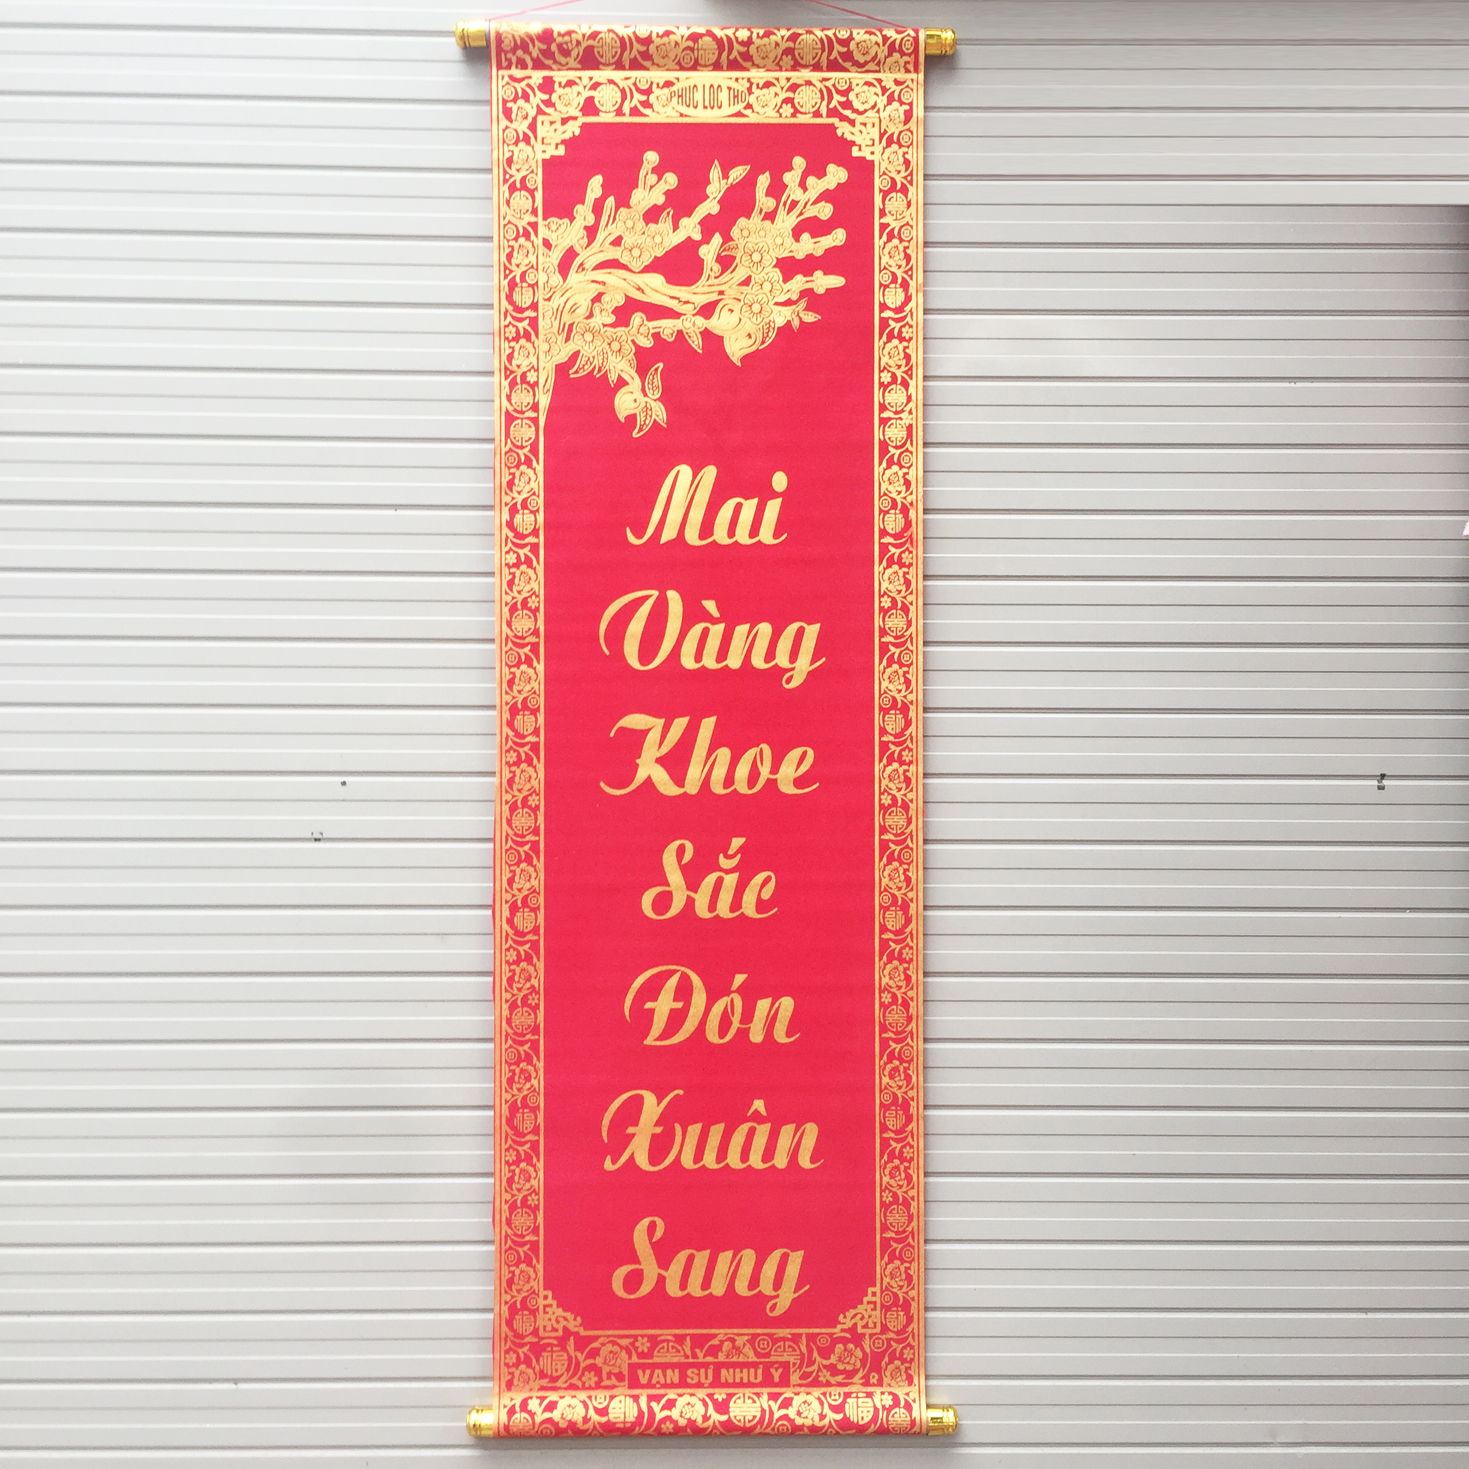 PHÚC LỘC THỌ
Mai
Vàng
Khoe
Sắc
Đón
Xuân
Sang
VẠN SỰ NHƯ Ý